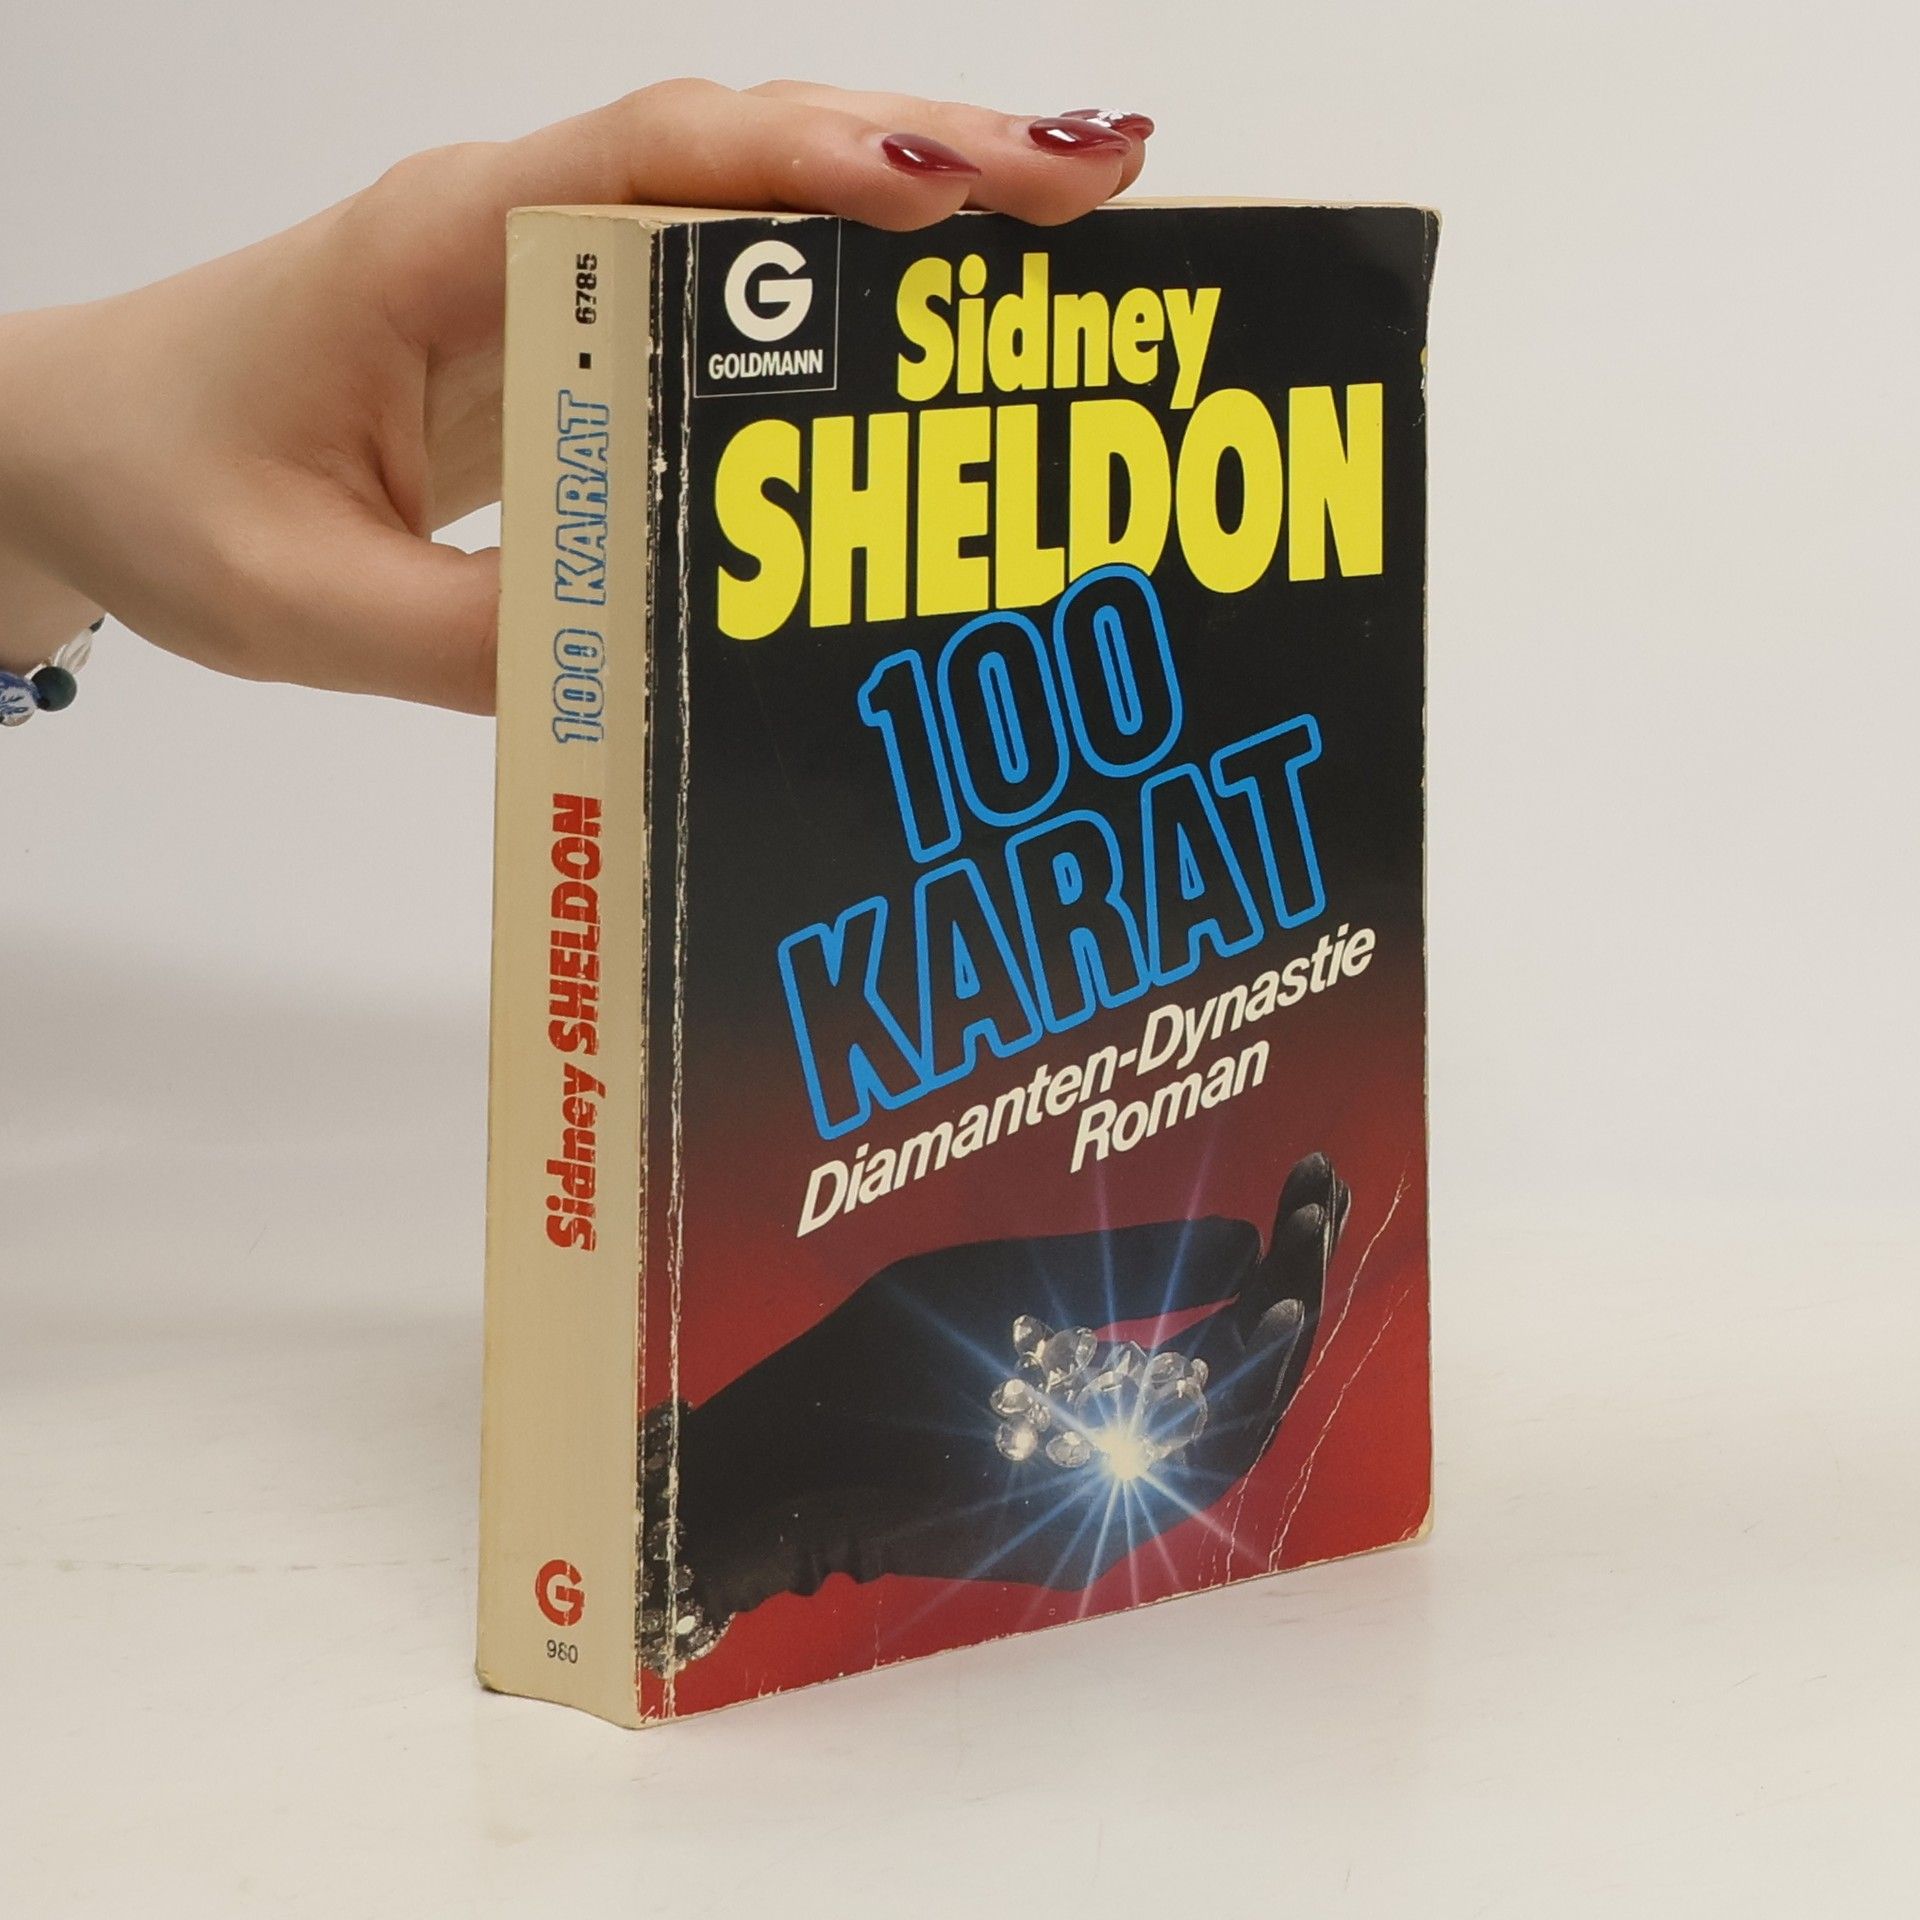 6785
100 KARAT
Sidney SHELDON
G
980
G
GOLDMANN
Sidney
SHELDON
100
KARAT
Diamanten-Dynastie
Roman